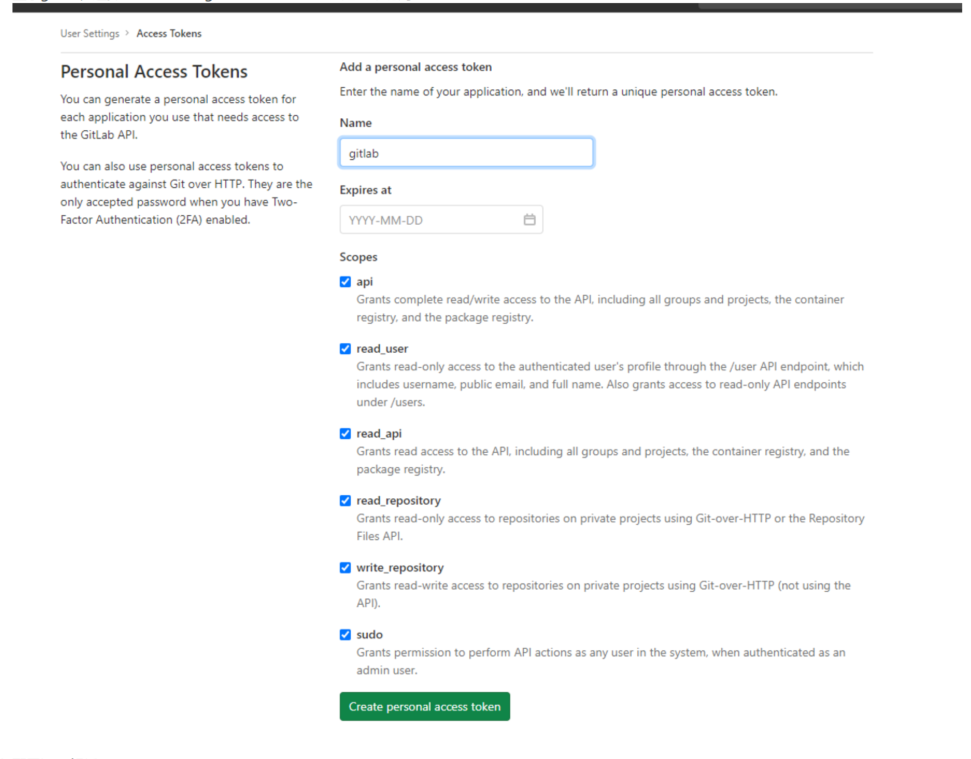 User Settings > Access Tokens
Personal Access Tokens
You can generate a personal access token for
each application you use that needs access to
the GitLab API.
You can also use personal access tokens to
authenticate against Git over HTTP. They are the
only accepted password when you have Two-
Factor Authentication (2FA) enabled.
Add a personal access token
Enter the name of your application, and we'll return a unique personal access token.
Name
gitlab
Expires at
YYYY-MM-DD
Scopes
api
Grants complete read/write access to the API, including all groups and projects, the container
registry, and the package registry.
read_user
Grants read-only access to the authenticated user's profile through the /user API endpoint, which
includes username, public email, and full name. Also grants access to read-only API endpoints
under /users.
read_api
Grants read access to the API, including all groups and projects, the container registry, and the
package registry.
read_repository
Grants read-only access to repositories on private projects using Git-over-HTTP or the Repository
Files API.
write_repository
Grants read-write access to repositories on private projects using Git-over-HTTP (not using the
API).
sudo
Grants permission to perform API actions as any user in the system, when authenticated as an
admin user.
Create personal access token